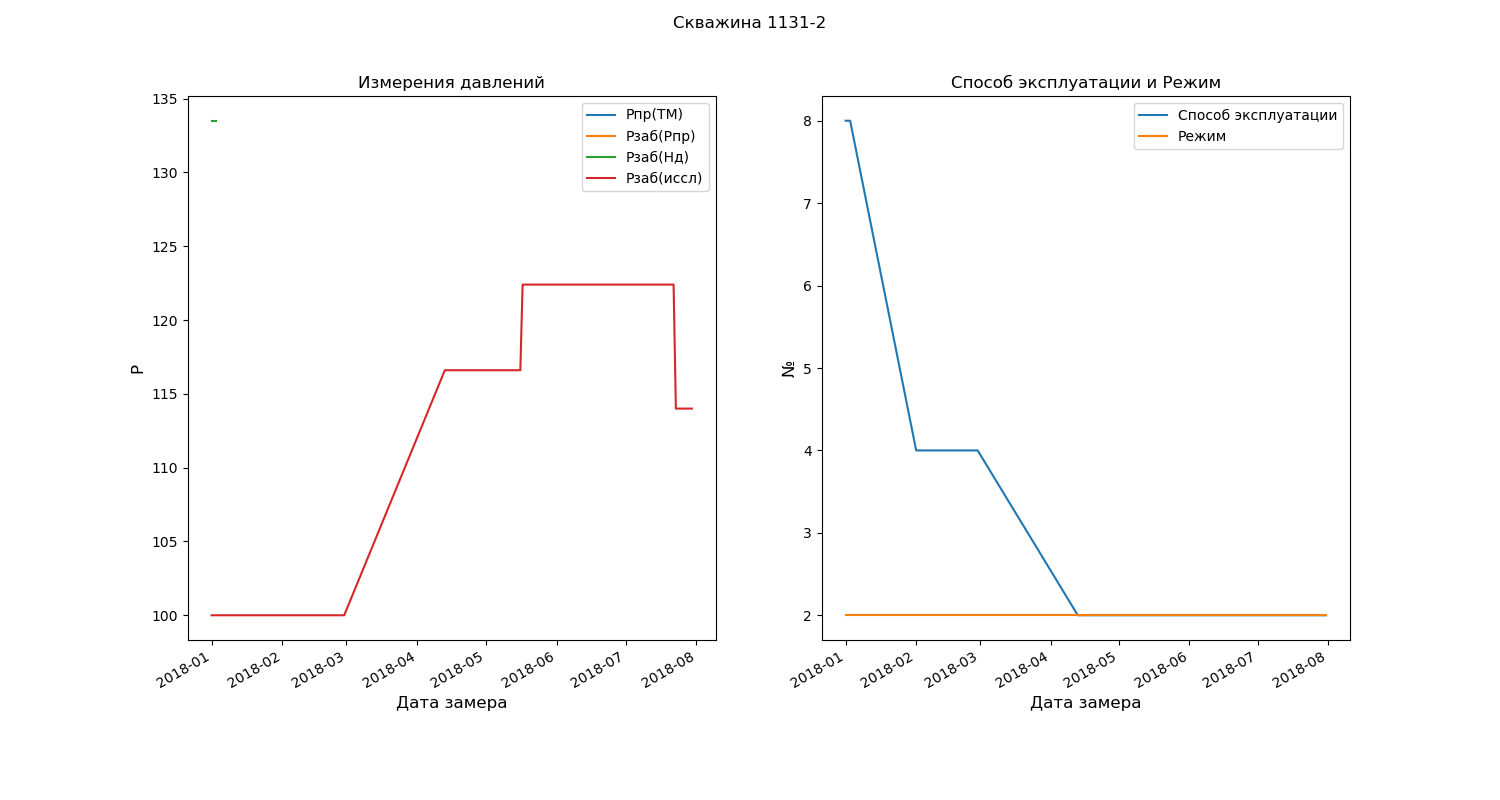 Скважина 1131-2
Измерения давлений
Рпр(ТМ)
Рзаб(Рпр)
Рзаб(Нд)
Рзаб(иссл)
135
130
125
120
115
110
105
100
Р
2018-01
2018-02
2018-03
2018-04
2018-05
2018-06
2018-07
2018-08
Дата замера
Способ эксплуатации и Режим
Способ эксплуатации
Режим
8
7
6
5
4
3
2
№
2018-01
2018-02
2018-03
2018-04
2018-05
2018-06
2018-07
2018-08
Дата замера